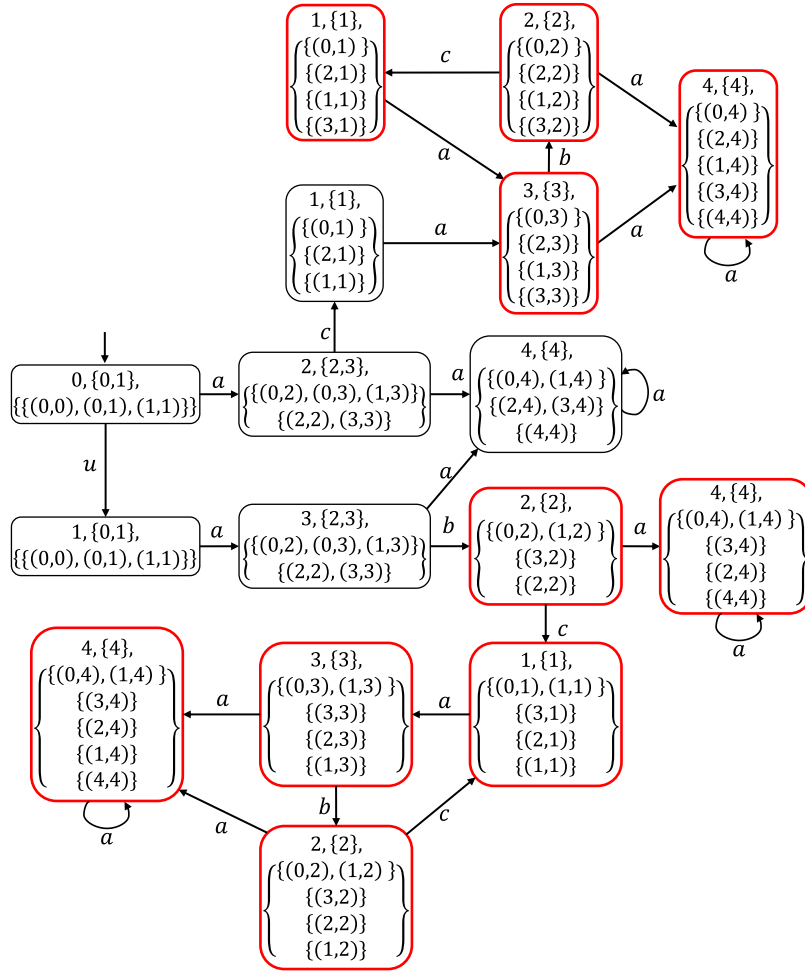 1, {1},
{(0,1) }
{(2,1)}
{(1,1)}
{(3,1)}
c
2, {2},
{(0,2) }
{(2,2)}
{(1,2)}
{(3,2)}
a
4, {4},
{(0,4) }
{(2,4)}
{(1,4)}
{(3,4)}
{(4,4)}
a
a
b
3, {3},
{(0,3) }
{(2,3)}
{(1,3)}
{(3,3)}
a
1, {1},
{(0,1) }
{(2,1)}
{(1,1)}
a
c
0, {0,1},
{{(0,0), (0,1), (1,1)}}
a
2, {2,3},
{(0,2), (0,3), (1,3)}
{(2,2), (3,3)}
a
4, {4},
{(0,4), (1,4) }
{(2,4), (3,4)}
{(4,4)}
a
u
a
1, {0,1},
{{(0,0), (0,1), (1,1)}}
a
3, {2,3},
{(0,2), (0,3), (1,3)}
{(2,2), (3,3)}
b
2, {2},
{(0,2), (1,2) }
{(3,2)}
{(2,2)}
a
4, {4},
{(0,4), (1,4) }
{(3,4)}
{(2,4)}
{(4,4)}
a
c
4, {4},
{(0,4), (1,4) }
{(3,4)}
{(2,4)}
{(1,4)}
{(4,4)}
a
a
3, {3},
{(0,3), (1,3) }
{(3,3)}
{(2,3)}
{(1,3)}
a
1, {1},
{(0,1), (1,1) }
{(3,1)}
{(2,1)}
{(1,1)}
b
a
c
2, {2},
{(0,2), (1,2) }
{(3,2)}
{(2,2)}
{(1,2)}